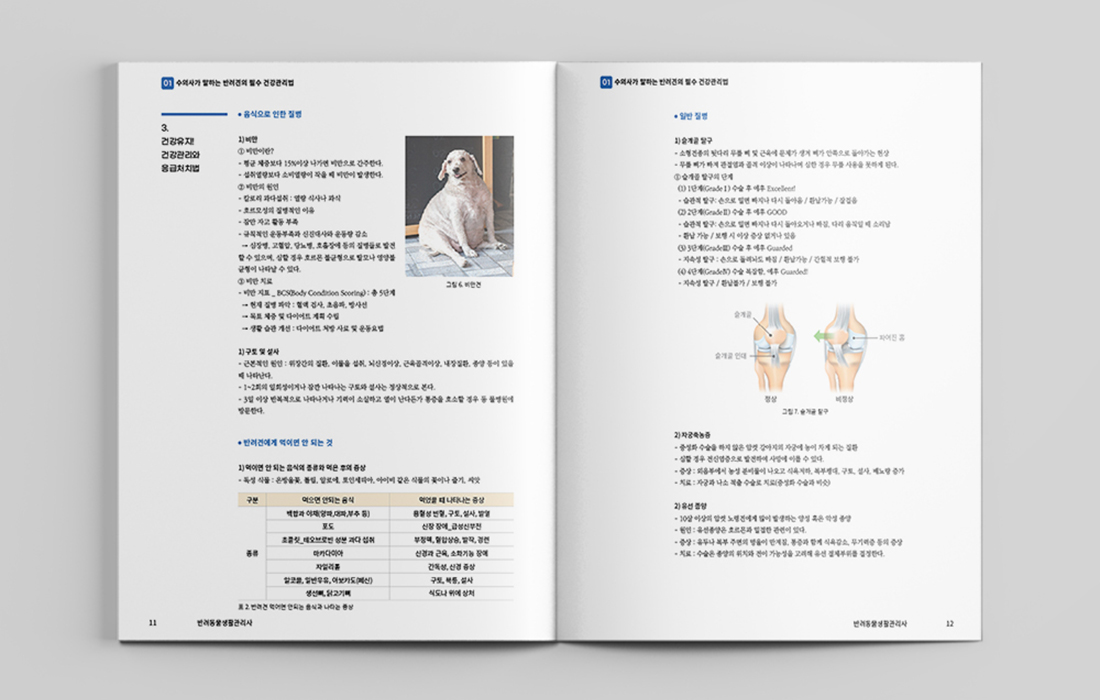 01 수의사가 말하는 반려견의 필수 건강관리법
3.
건강유지!
건강관리와
응급처치법
• 음식으로 인한 질병
1) 비만
① 비만이란?
- 평균 체중보다 15%이상 나가면 비만으로 간주한다.
- 섭취열량보다 소비열량이 작을 때 비만이 발생한다.
② 비만의 원인
- 칼로리 과다섭취 : 열량 식사나 과식
- 호르모성의 질병적인 이유
- 잠만 자고 활동 부족
- 규칙적인 운동부족과 신진대사와 운동량 감소
→ 심장병, 고혈압, 당뇨병, 호흡장애 등의 질병들로 발전
할 수 있으며, 심할 경우 호르몬 불균형으로 탈모나 영양불
균형이 나타날 수 있다.
③ 비만 치료
- 비만 지표 _ BCS(Body Condition Scoring) : 총 5단계
→ 현재 질병 파악 : 혈액 검사, 초음파, 방사선
→ 목표 체중 및 다이어트 계획 수립
→ 생활 습관 개선 : 다이어트 처방 사료 및 운동요법
그림 6. 비만견
1) 구토 및 설사
- 근본적인 원인 : 위장간의 질환, 이물을 섭취, 뇌신경이상, 근육골격이상, 내장질환, 종양 등이 있을
때 나타난다.
- 1~2회의 일회성이거나 잠깐 나타나는 구토와 설사는 정상적으로 본다.
- 3일 이상 반복적으로 나타나거나 기력이 소실하고 열이 난다든가 통증을 호소할 경우 동물병원에
방문한다.
• 반려견에게 먹이면 안 되는 것
1) 먹이면 안 되는 음식의 종류와 먹은 후의 증상
- 독성 식물 : 은방울꽃, 튤립, 알로에, 포인세티아, 아이비 같은 식물의 꽃이나 줄기, 씨앗
구분 먹으면 안되는 음식 먹었을 때 나타나는 증상
종류 백합과 야채(양파,대파,부추 등) 용혈성 빈혈, 구토, 설사, 발열
포도 신장 장애_급성신부전
초콜릿_테오브로빈 성분 과다 섭취 부정맥, 혈압상승, 발작, 경련
마카다미아 신경과 근육, 소화기능 장애
자일리톨 간독성, 신경 증상
알코올, 일반우유, 아보카도(페신) 구토, 복통, 설사
생선뼈, 닭고기뼈 식도나 위에 상처
표 2. 반려견 먹이면 안되는 음식과 나타는 증상
11 반려동물생활관리사
01 수의사가 말하는 반려견의 필수 건강관리법
• 일반 질병
1) 슬개골 탈구
- 소형견종의 뒷다리 무릎 뼈 및 근육에 문제가 생겨 뼈가 안쪽으로 돌아가는 현상
- 무릎 뼈가 하게 관절염과 골격 이상이 나타나며 심한 경우 무릎 사용을 못하게 된다.
① 슬개골 탈구의 단계
(1) 1단계(GradeⅠ) 수술 후 예후 Excellent!
- 습관적 탈구: 손으로 밀면 빠지나 다시 돌아옴 / 환납가능 / 잘걸음
(2) 2단계(GradeⅡ) 수술 후 예후 GOOD
- 습관적 탈구: 손으로 밀면 빠지나 다시 돌아오거나 빠짐, 다리 움직일 때 소리남
- 환납 가능 / 보행 시 이상 증상 없거나 있음
(3) 3단계(GradeⅢ) 수술 후 예후 Guarded
- 지속성 탈구 : 손으로 돌려놔도 빠짐 / 환납가능 / 간헐적 보행 불가
(4) 4단계(GradeⅣ) 수술 복잡함, 예후 Guarded!
- 지속성 탈구 / 환납불가 / 보행 불가
슬개골
슬개골 인대
파여진 홈
정상 비정상
그림 7. 슬개골 탈구
2) 자궁축농증
- 중성화 수술을 하지 않은 암컷 강아지의 자궁에 농이 차게 되는 질환
- 심할 경우 전신염증으로 발전하여 사망에 이를 수 있다.
- 증상 : 외음부에서 농성 분비물이 나오고 식욕저하, 복부팽대, 구토, 설사, 배뇨량 증가
- 치료 : 자궁과 난소 적출 수술로 치료(중성화 수술과 비슷)
2) 유선 종양
- 10살 이상의 암컷 노령견에게 많이 발생하는 양성 혹은 악성 종양
- 원인 : 유선종양은 호르몬과 밀접한 관련이 있다.
- 증상 : 유두나 복부 주변의 멍울이 만져짐, 통증과 함께 식욕감소, 무기력증 등의 증상
- 치료 : 수술은 종양의 위치와 전이 가능성을 고려해 유선 절제부위를 결정한다.
반려동물생활관리사 12